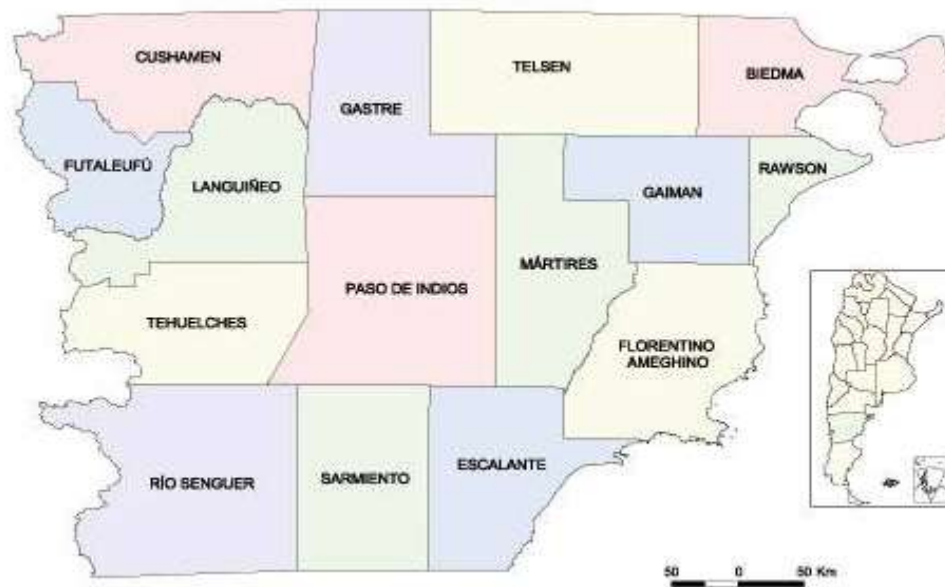 CUSHAMEN
TELSEN
BIEDMA
GASTRE
FUTALEUFÚ
LANGUIÑEO
GAIMAN
RAWSON
MÁRTIRES
PASO DE INDIOS
TEHUELCHES
FLORENTINO
AMEGHINO
RÍO SENGUER
SARMIENTO
ESCALANTE
50 0 50 Km